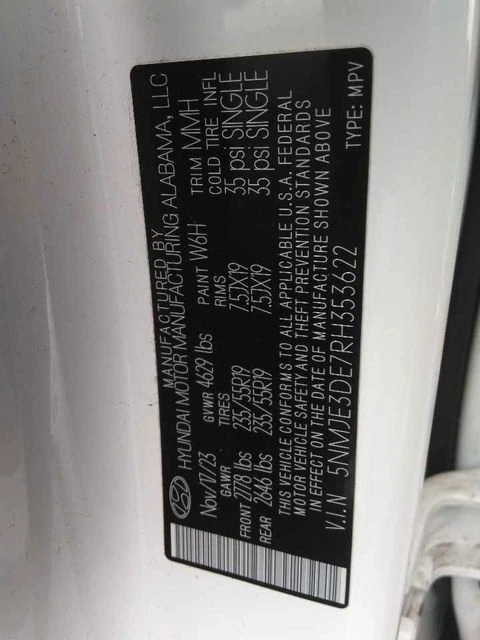 MANUFACTURED BY
HYUNDAI MOTOR MANUFACTURING ALABAMA, LLC
Nov/17/23 GVWR 4629 lbs PAINT W6H TRIM MMH
GAWR TIRES RIMS COLD TIRE INFL
FRONT 2778 lbs 235/55R19 7.5JX19 35 psi SINGLE
REAR 2646 lbs 235/55R19 7.5JX19 35 psi SINGLE
THIS VEHICLE CONFORMS TO ALL APPLICABLE U.S.A. FEDERAL
MOTOR VEHICLE SAFETY AND THEFT PREVENTION STANDARDS
IN EFFECT ON THE DATE OF MANUFACTURE SHOWN ABOVE
V.I.N 5NMJE3DE7RH353622 TYPE: MPV